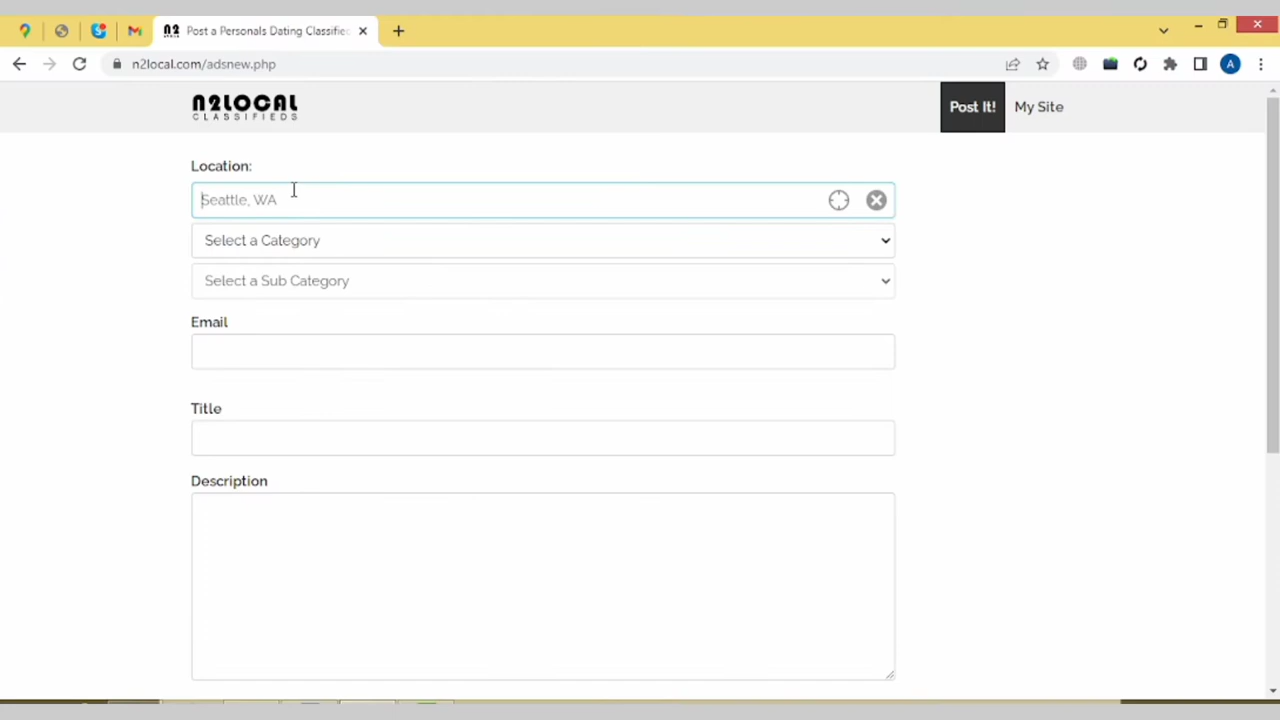 Post a Personals Dating Classifie
n2local.com/adsnew.php
A
N2LOCAL
CLASSIFIEDS
Post It!
My Site
Location:
Seattle, WA
Select a Category
Select a Sub Category
Email
Title
Description